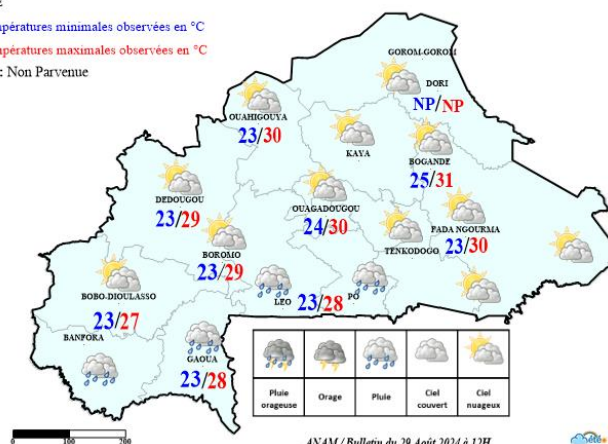 mpératures minimales observées en °C
mpératures maximales observées en °C
: Non Parvenue
GOROM-GOROM
DORI
NP/NP
OUAHIGOUYA
23/30
KAYA
BOGANDE
25/31
DEDOUGOU
23/29
OUAGADOUGOU
24/30
FADA NGOURMA
23/30
TENKODOGO
BOROMO
23/29
BOBO-DIOULASSO
23/27
LEO
23/28
PO
BANFORA
GAOUA
23/28
Pluie orageuse
Orage
Pluie
Ciel couvert
Ciel nuageux
100
200
ANAM / Bulletin du 29 Août 2024 à 12H